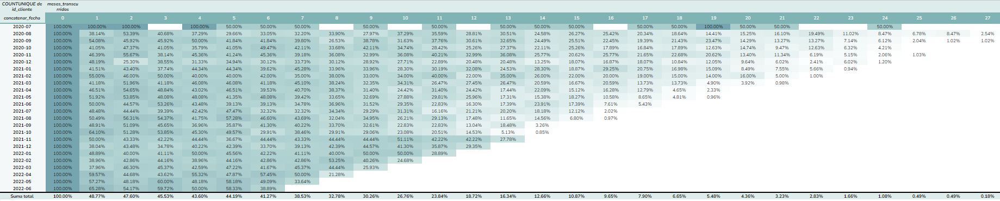 COUNTUNIQUE de meses_transcu
id_cliente rridos
concatenar_fecha 0 1 2 3 4 5 6 7 8 9 10 11 12 13 14 15 16 17 18 19 20 21 22 23 24 25 26 27
2020-07 100.00% 100.00% 100.00% 100.00% 50.00% 50.00% 50.00% 50.00% 50.00% 50.00% 50.00% 50.00% 50.00% 50.00% 100.00% 50.00% 50.00% 50.00%
2020-08 100.00% 38.14% 53.39% 40.68% 37.29% 29.66% 33.05% 32.20% 33.90% 27.97% 37.29% 35.59% 28.81% 30.51% 24.58% 26.27% 25.42% 20.34% 18.64% 14.41% 15.25% 16.10% 19.49% 11.02% 8.47% 6.78% 8.47% 2.54%
2020-09 100.00% 54.08% 45.92% 45.92% 50.00% 41.84% 41.84% 39.80% 26.53% 38.78% 31.63% 37.76% 30.61% 32.65% 24.49% 25.51% 22.45% 19.39% 21.43% 23.47% 14.29% 13.27% 13.27% 7.14% 6.12% 2.04% 1.02% 1.02%
2020-10 100.00% 41.05% 47.37% 41.05% 35.79% 41.05% 49.47% 42.11% 33.68% 42.11% 34.74% 28.42% 25.26% 27.37% 22.11% 25.26% 17.89% 16.84% 17.89% 12.63% 14.74% 9.47% 12.63% 6.32% 4.21%
2020-11 100.00% 46.39% 55.67% 38.14% 45.36% 41.24% 45.36% 39.18% 36.08% 32.99% 36.08% 40.21% 32.99% 36.08% 25.77% 20.62% 25.77% 21.65% 22.68% 20.62% 13.40% 11.34% 6.19% 5.15% 2.06% 1.03%
2020-12 100.00% 48.19% 25.30% 38.55% 31.33% 34.94% 30.12% 33.73% 30.12% 28.92% 27.71% 22.89% 20.48% 20.48% 13.25% 18.07% 16.87% 18.07% 10.84% 12.05% 9.64% 6.02% 2.41% 6.02% 1.20%
2021-01 100.00% 41.51% 43.40% 37.74% 44.34% 44.34% 39.62% 45.28% 33.96% 33.96% 28.30% 30.19% 32.08% 24.53% 28.30% 18.87% 29.25% 20.75% 16.98% 15.09% 8.49% 7.55% 5.66% 0.94%
2021-02 100.00% 55.00% 46.00% 50.00% 40.00% 40.00% 42.00% 35.00% 38.00% 33.00% 34.00% 40.00% 22.00% 35.00% 26.00% 22.00% 20.00% 19.00% 15.00% 14.00% 16.00% 5.00% 1.00%
2021-03 100.00% 41.18% 51.96% 41.18% 46.08% 46.08% 41.18% 45.10% 38.24% 32.35% 34.31% 26.47% 27.45% 26.47% 20.59% 16.67% 20.59% 13.73% 13.73% 4.90% 3.92% 0.98%
2021-04 100.00% 46.51% 54.65% 48.84% 43.02% 46.51% 39.53% 40.70% 38.37% 31.40% 24.42% 31.40% 24.42% 17.44% 22.09% 15.12% 16.28% 12.79% 4.65% 2.33%
2021-05 100.00% 51.92% 53.85% 48.08% 48.08% 41.35% 48.08% 39.42% 33.65% 32.69% 27.88% 29.81% 25.96% 17.31% 15.38% 18.27% 10.58% 8.65% 4.81% 0.96%
2021-06 100.00% 50.00% 44.57% 53.26% 43.48% 39.13% 39.13% 34.78% 36.96% 31.52% 29.35% 22.83% 16.30% 17.39% 23.91% 17.39% 7.61% 5.43%
2021-07 100.00% 48.48% 44.44% 39.39% 42.42% 47.47% 32.32% 32.32% 34.34% 29.29% 31.31% 16.16% 21.21% 20.20% 18.18% 12.12% 2.02%
2021-08 100.00% 50.49% 56.31% 54.37% 41.75% 57.28% 46.60% 43.69% 32.04% 34.95% 26.21% 29.13% 17.48% 11.65% 14.56% 6.80% 0.97%
2021-09 100.00% 48.91% 51.09% 45.65% 36.96% 35.87% 41.30% 40.22% 33.70% 32.61% 22.83% 22.83% 13.04% 18.48% 3.26%
2021-10 100.00% 64.10% 51.28% 53.85% 45.30% 49.57% 29.91% 38.46% 29.91% 29.06% 23.08% 20.51% 14.53% 5.13% 0.85%
2021-11 100.00% 50.00% 43.33% 42.22% 44.44% 36.67% 44.44% 43.33% 44.44% 44.44% 51.11% 42.22% 42.22% 27.78%
2021-12 100.00% 38.04% 43.48% 34.78% 40.22% 42.39% 33.70% 39.13% 42.39% 44.57% 41.30% 35.87% 29.35%
2022-01 100.00% 48.89% 40.00% 41.11% 50.00% 45.56% 42.22% 41.11% 40.00% 50.00% 50.00% 28.89%
2022-02 100.00% 38.96% 42.86% 44.16% 38.96% 44.16% 42.86% 42.86% 53.25% 40.26% 24.68%
2022-03 100.00% 37.96% 46.30% 45.37% 42.59% 47.22% 41.67% 45.37% 44.44% 25.93%
2022-04 100.00% 59.57% 44.68% 43.62% 55.32% 47.87% 57.45% 50.00% 21.28%
2022-05 100.00% 57.27% 48.18% 60.00% 48.18% 58.18% 49.09% 33.64%
2022-06 100.00% 65.28% 54.17% 59.72% 50.00% 58.33% 38.89%
Suma total 100.00% 48.77% 47.60% 45.53% 43.60% 44.19% 41.27% 38.53% 32.78% 30.26% 26.76% 23.84% 18.72% 16.34% 12.66% 10.87% 9.65% 7.90% 6.65% 5.48% 4.36% 3.23% 2.83% 1.66% 1.08% 0.49% 0.49% 0.18%